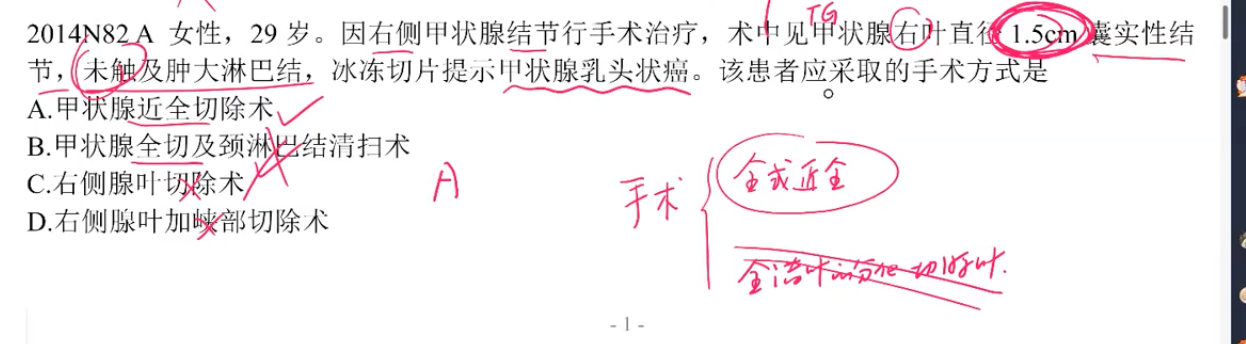 TG
2014N82 A 女性，29 岁。因右侧甲状腺结节行手术治疗，术中见甲状腺右叶直径 1.5cm 囊实性结
节，未触及肿大淋巴结，冰冻切片提示甲状腺乳头状癌。该患者应采取的手术方式是
A.甲状腺近全切除术
B.甲状腺全切及颈淋巴结清扫术
C.右侧腺叶切除术
D.右侧腺叶加峡部切除术
A
手术
全或近全
- 1 -